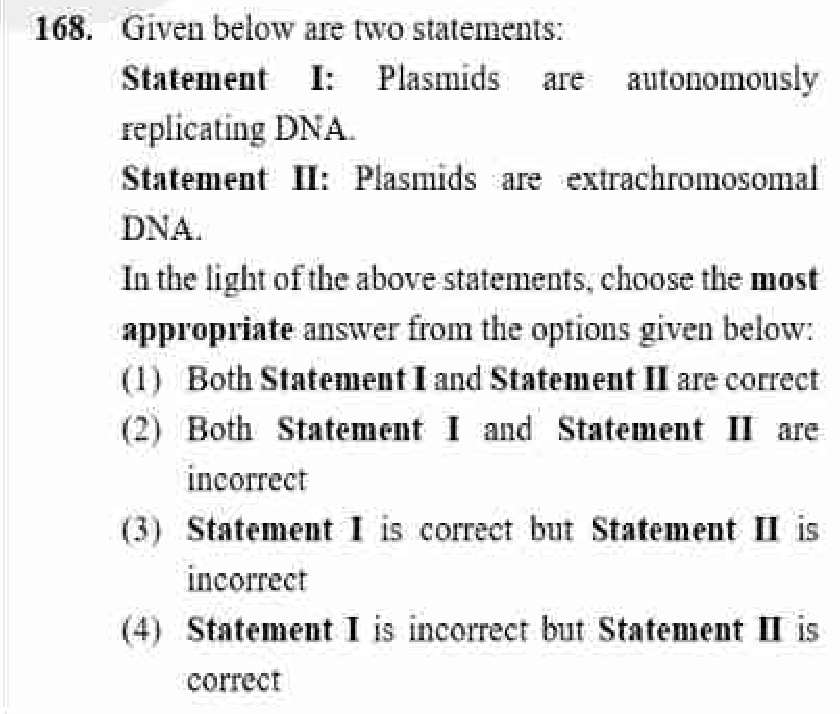 168. Given below are two statements:
Statement I: Plasmids are autonomously
replicating DNA.
Statement II: Plasmids are extrachromosomal
DNA.
In the light of the above statements, choose the most
appropriate answer from the options given below:
(1) Both Statement I and Statement II are correct
(2) Both Statement I and Statement II are
incorrect
(3) Statement I is correct but Statement II is
incorrect
(4) Statement I is incorrect but Statement II is
correct